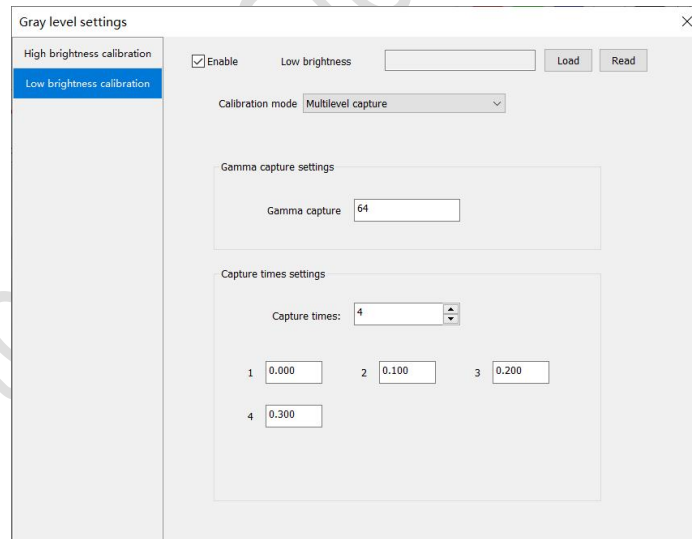 Gray level settings
High brightness calibration
Low brightness calibration
Enable Low brightness Load Read
Calibration mode Multilevel capture
Gamma capture settings
Gamma capture 64
Capture times settings
Capture times: 4
1 0.000 2 0.100 3 0.200
4 0.300